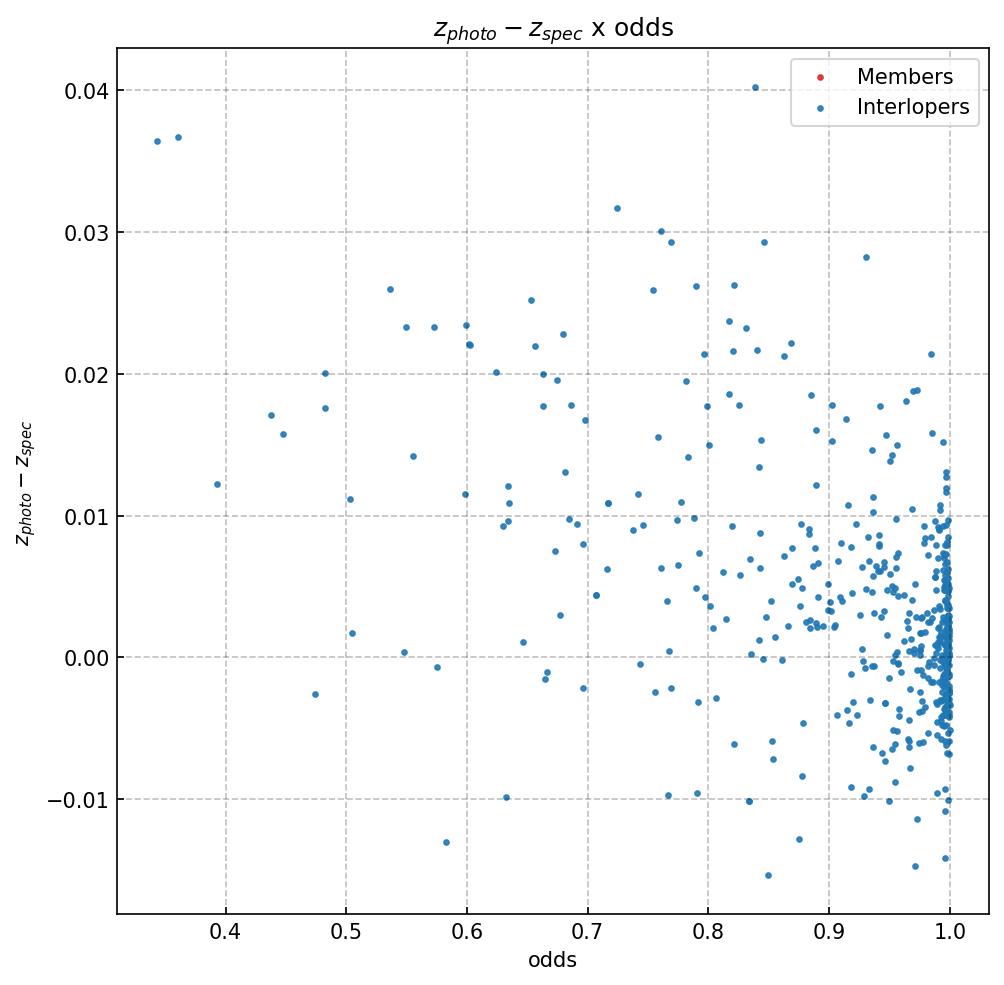 z_photo − z_spec x odds
Members
Interlopers
0.04
0.03
0.02
0.01
0.00
−0.01
z_photo − z_spec
0.4 0.5 0.6 0.7 0.8 0.9 1.0
odds